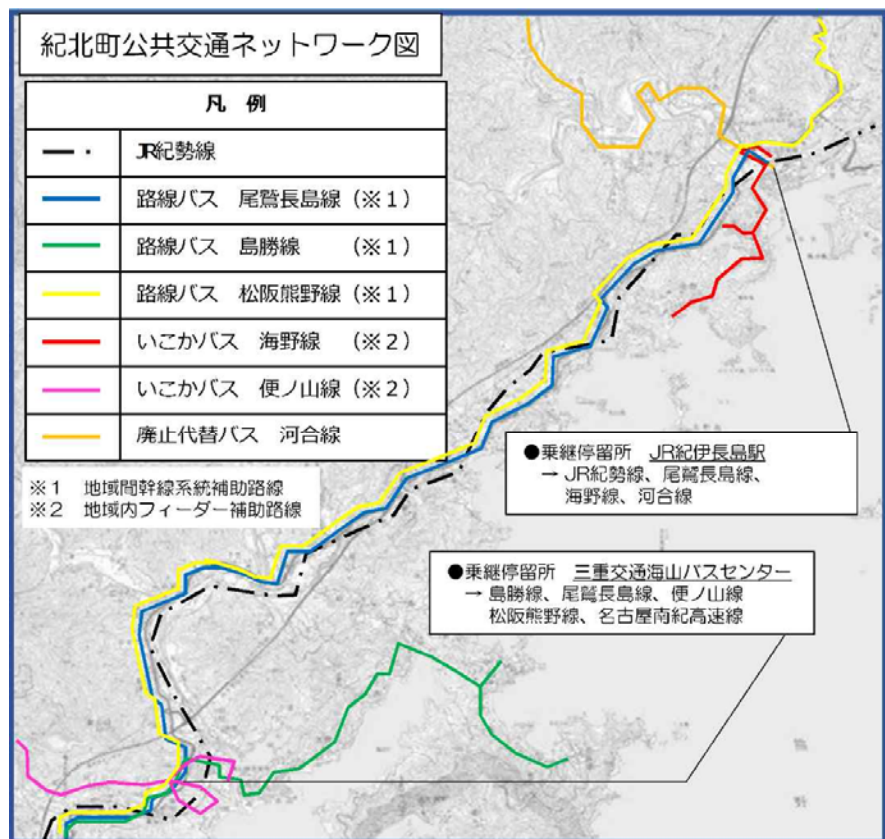 紀北町公共交通ネットワーク図
凡 例
JR紀勢線
路線バス 尾鷲長島線（※１）
路線バス 島勝線 （※１）
路線バス 松阪熊野線（※１）
いこかバス 海野線（※２）
いこかバス 便ノ山線（※２）
廃止代替バス 河合線
※１ 地域間幹線系統補助路線
※２ 地域内フィーダー補助路線
●乗継停留所 JR紀伊長島駅
→ JR紀勢線、尾鷲長島線、
海野線、河合線
●乗継停留所 三重交通海山バスセンター
→ 島勝線、尾鷲長島線、便ノ山線
松阪熊野線、名古屋南紀高速線